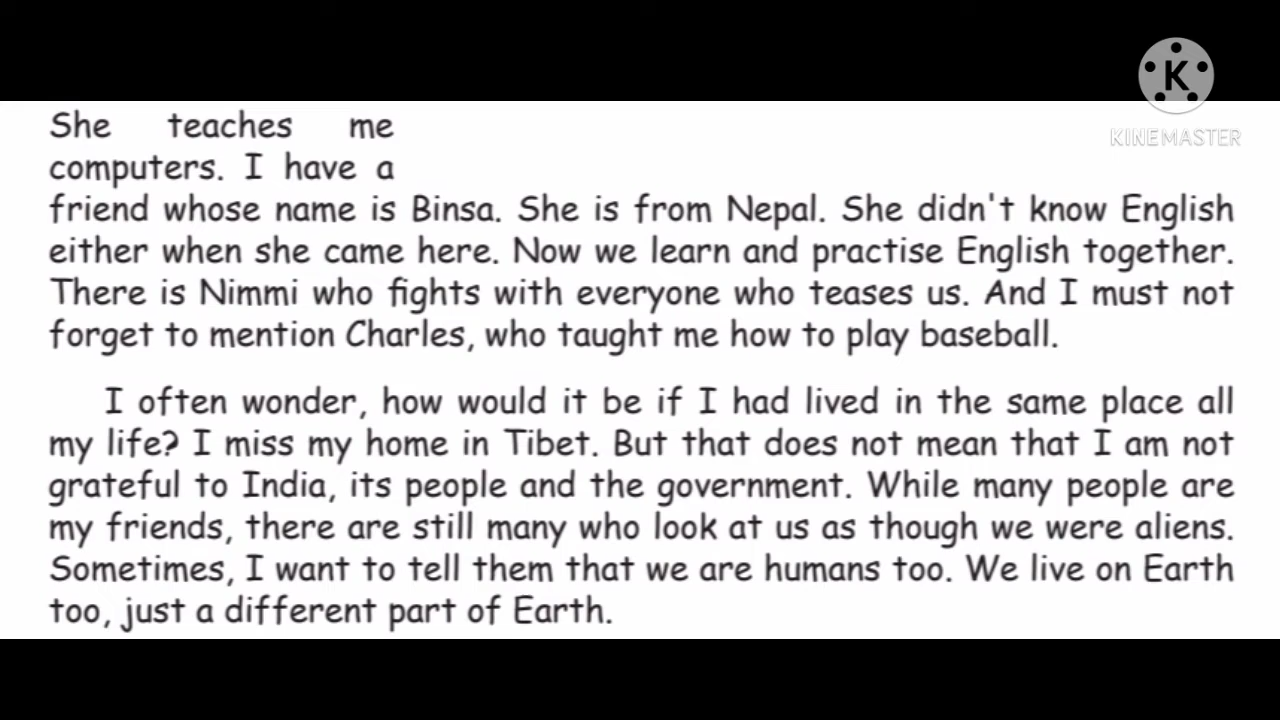 She teaches me
computers. I have a
friend whose name is Binsa. She is from Nepal. She didn't know English
either when she came here. Now we learn and practise English together.
There is Nimmi who fights with everyone who teases us. And I must not
forget to mention Charles, who taught me how to play baseball.
I often wonder, how would it be if I had lived in the same place all
my life? I miss my home in Tibet. But that does not mean that I am not
grateful to India, its people and the government. While many people are
my friends, there are still many who look at us as though we were aliens.
Sometimes, I want to tell them that we are humans too. We live on Earth
too, just a different part of Earth.
K
KINEMASTER